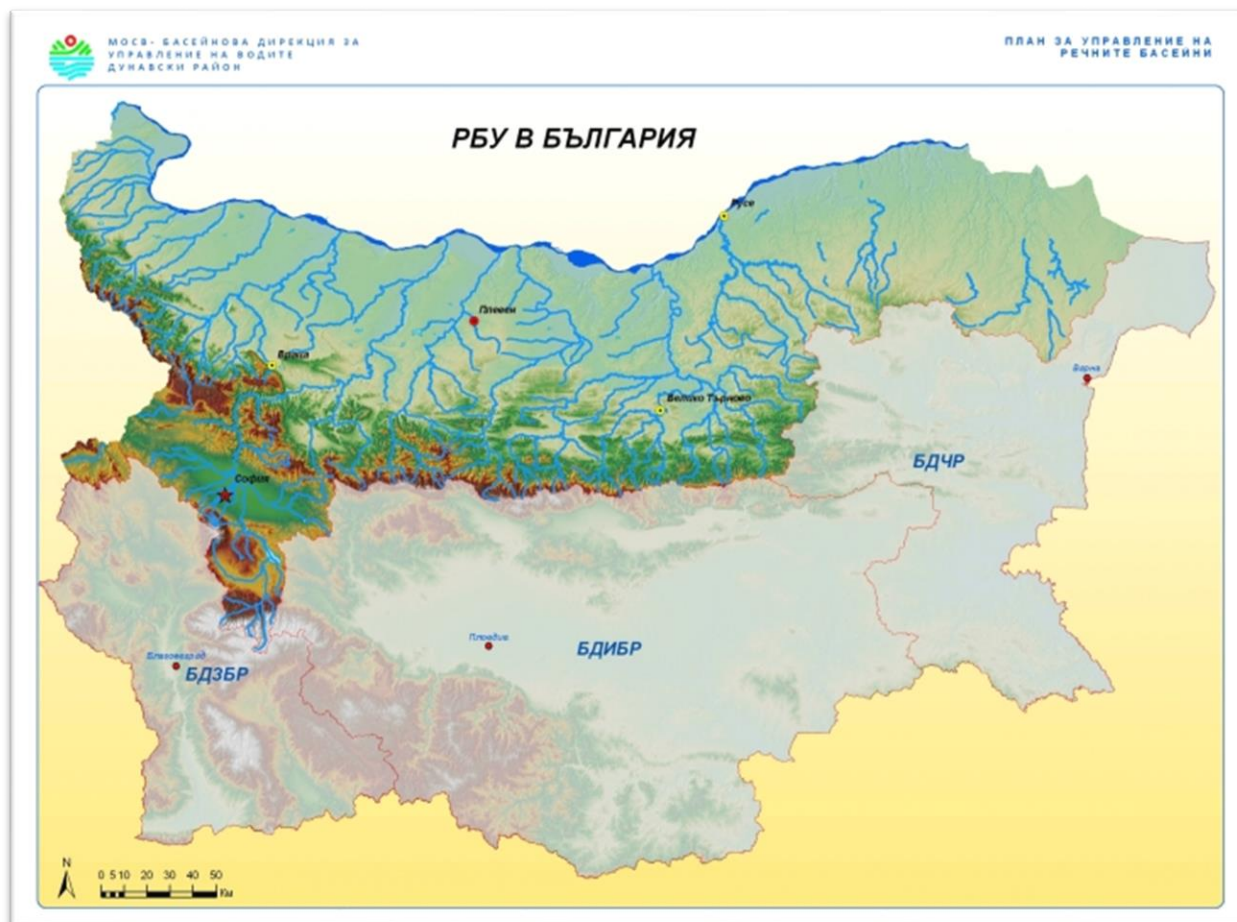 МОСВ- БАСЕЙНОВА ДИРЕКЦИЯ ЗА
УПРАВЛЕНИЕ НА ВОДИТЕ
ДУНАВСКИ РАЙОН
ПЛАН ЗА УПРАВЛЕНИЕ НА
РЕЧНИТЕ БАСЕЙНИ
РБУ В БЪЛГАРИЯ
Русе
Плевен
Враца
Варна
Велико Търново
БДЧР
София
Пловдив
БДИБР
Благоевград
БДЗБР
N
0 5 10 20 30 40 50
Км